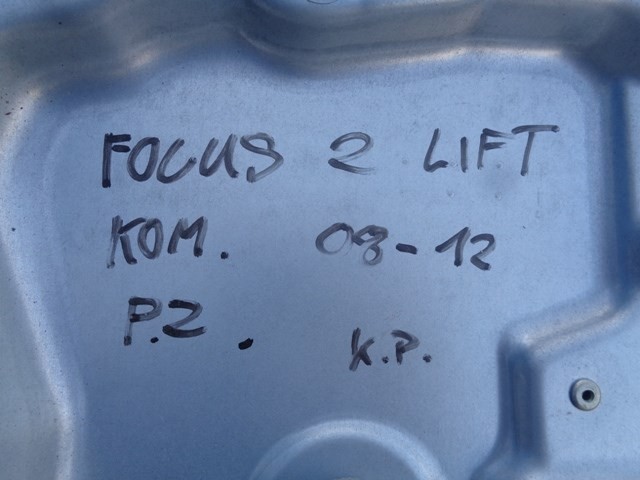 FOCUS 2 LIFT
KOM. 08-12
P.Z.
K.P.